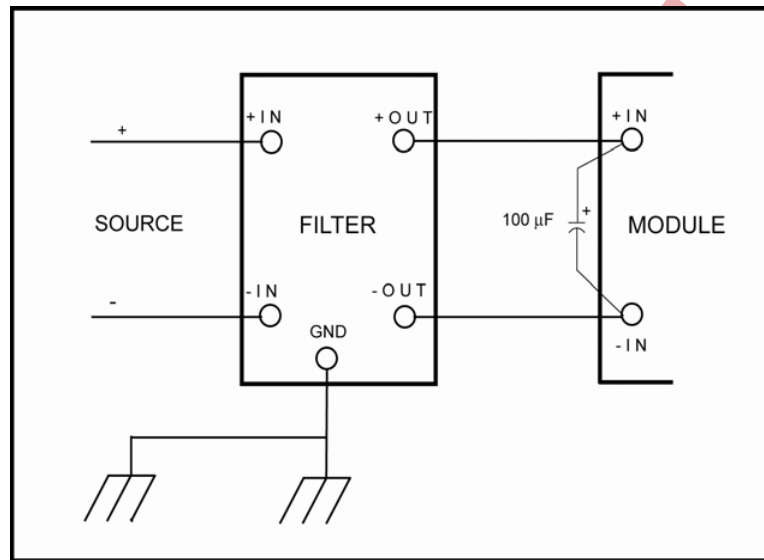 +IN
+OUT
+IN
+
SOURCE
FILTER
100 µF
+
MODULE
-
-IN
-OUT
GND
-IN